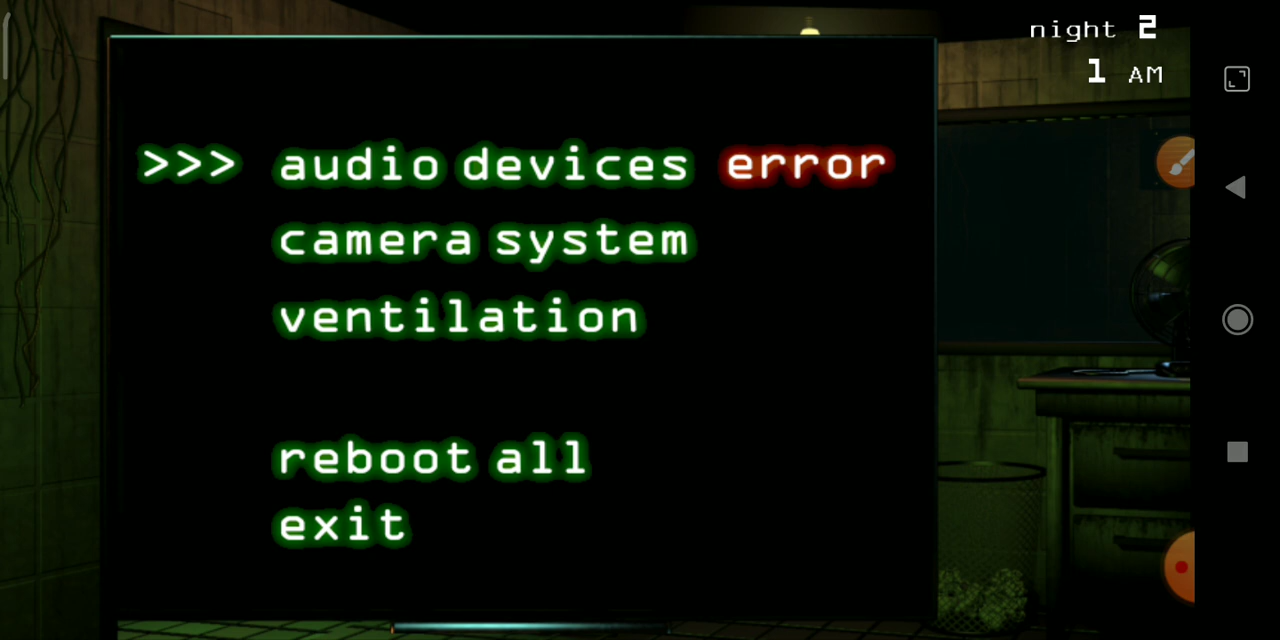 night 2
1 AM
>>> audio devices error
camera system
ventilation
reboot all
exit